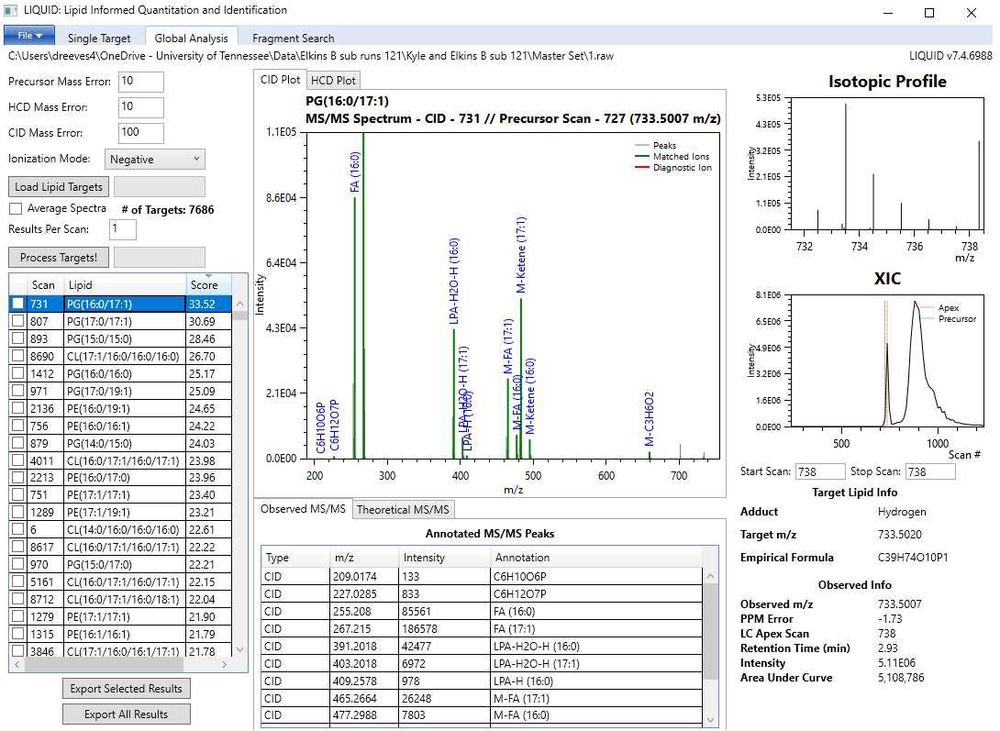 LIQUID: Lipid Informed Quantitation and Identification
File
Single Target
Global Analysis
Fragment Search
C:\Users\dreeves4\OneDrive - University of Tennessee\Data\Elkins B sub runs 121\Kyle and Elkins B sub 121\Master Set\1.raw
LIQUID v7.4.6988
Precursor Mass Error: 10
HCD Mass Error: 10
CID Mass Error: 100
Ionization Mode: Negative
Load Lipid Targets
Average Spectra # of Targets: 7686
Results Per Scan: 1
Process Targets!
Scan Lipid Score
731 PG(16:0/17:1) 33.52
807 PG(17:0/17:1) 30.69
893 PG(15:0/15:0) 28.46
8690 CL(17:1/16:0/16:0/16:0) 26.70
1412 PG(16:0/16:0) 25.17
971 PG(17:0/19:1) 25.09
2136 PE(16:0/19:1) 24.65
756 PE(16:0/16:1) 24.22
879 PG(14:0/15:0) 24.03
4011 CL(16:0/17:1/16:0/17:1) 23.98
2213 PE(16:0/17:0) 23.96
751 PE(17:1/17:1) 23.40
1289 PE(17:1/19:1) 23.21
6 CL(14:0/16:0/16:0/16:0) 22.61
8617 CL(16:0/17:1/16:0/17:1) 22.22
970 PG(15:0/17:0) 22.21
5161 CL(16:0/17:1/16:0/17:1) 22.15
8712 CL(16:0/17:1/16:0/18:1) 22.04
1279 PE(17:1/17:1) 21.90
1315 PE(16:1/16:1) 21.79
3846 CL(17:1/16:0/16:1/17:1) 21.78
Export Selected Results
Export All Results
CID Plot
HCD Plot
PG(16:0/17:1)
MS/MS Spectrum - CID - 731 // Precursor Scan - 727 (733.5007 m/z)
1.1E05
8.6E04
6.4E04
4.3E04
2.1E04
0.0E00
Intensity
Peaks
Matched Ions
Diagnostic Ion
C6H10O6P
C6H12O7P
FA (16:0)
LPA-H2O-H (16:0)
LPA-H2O-H (17:1)
LPA-H (16:0)
M-FA (17:1)
M-FA (16:0)
M-Ketene (17:1)
M-Ketene (16:0)
M-C3H6O2
200 300 400 500 600 700
m/z
Observed MS/MS
Theoretical MS/MS
Annotated MS/MS Peaks
Type m/z Intensity Annotation
CID 209.0174 133 C6H10O6P
CID 227.0285 833 C6H12O7P
CID 255.208 85561 FA (16:0)
CID 267.215 186578 FA (17:1)
CID 391.2018 42477 LPA-H2O-H (16:0)
CID 403.2018 6972 LPA-H2O-H (17:1)
CID 409.2578 978 LPA-H (16:0)
CID 465.2664 26248 M-FA (17:1)
CID 477.2988 7803 M-FA (16:0)
Isotopic Profile
5.3E05
4.3E05
3.2E05
2.1E05
1.1E05
0.0E00
Intensity
732 734 736 738
m/z
XIC
8.1E06
6.5E06
4.9E06
3.2E06
1.6E06
0.0E00
Intensity
Apex
Precursor
500 1000
Scan #
Start Scan: 738 Stop Scan: 738
Target Lipid Info
Adduct Hydrogen
Target m/z 733.5020
Empirical Formula C39H74O10P1
Observed Info
Observed m/z 733.5007
PPM Error -1.73
LC Apex Scan 738
Retention Time (min) 2.93
Intensity 5.11E06
Area Under Curve 5,108,786